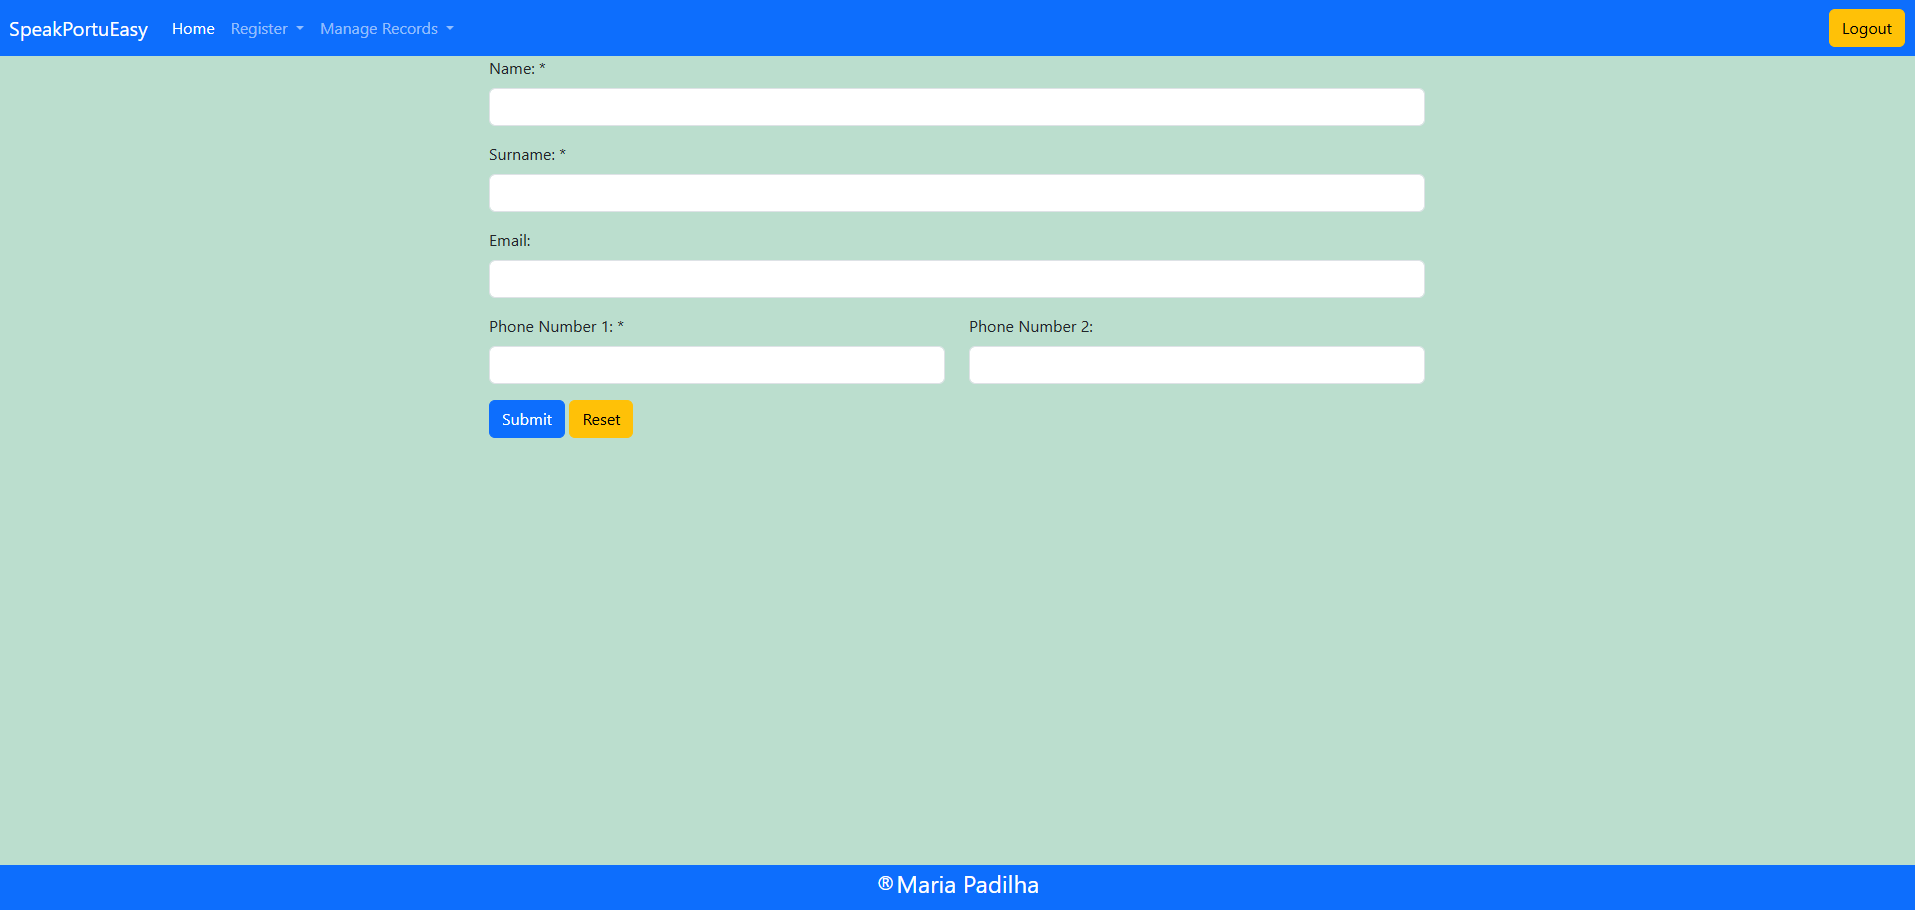 SpeakPortuEasy Home Register Manage Records Logout
Name: *
Surname: *
Email:
Phone Number 1: * Phone Number 2:
Submit Reset
®Maria Padilha